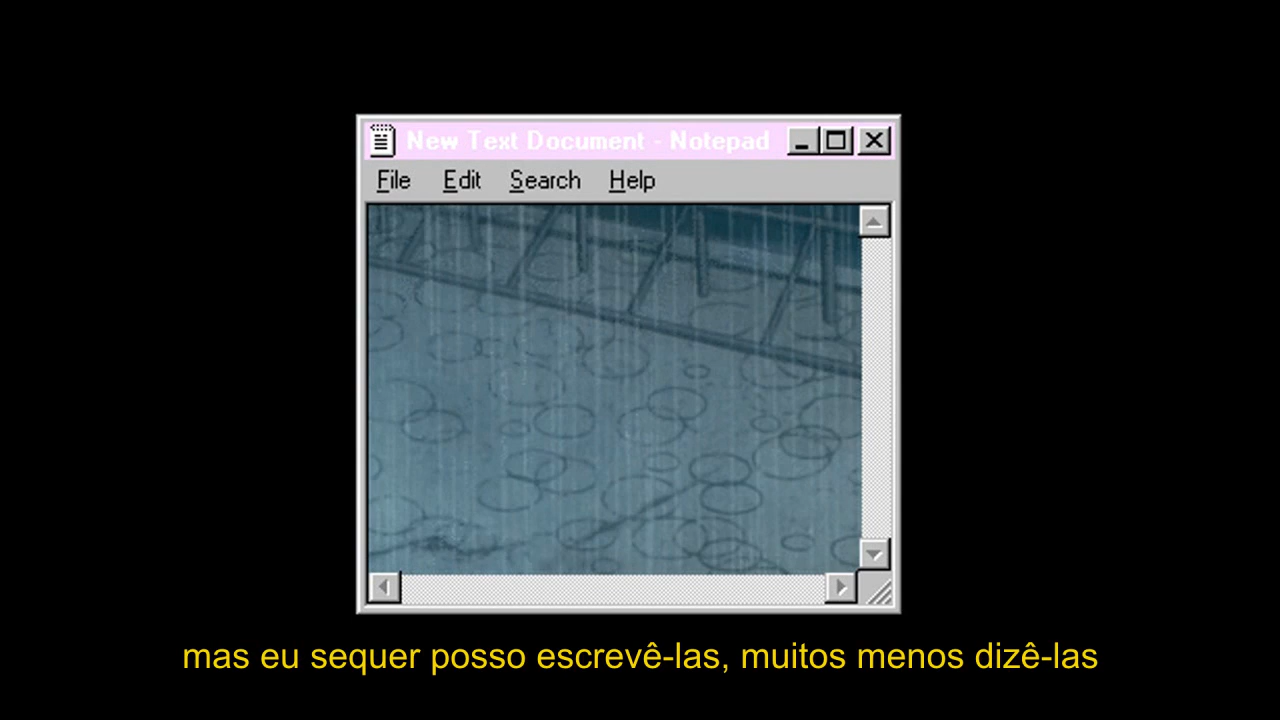 New Text Document - Notepad
File Edit Search Help
mas eu sequer posso escrevê-las, muitos menos dizê-las